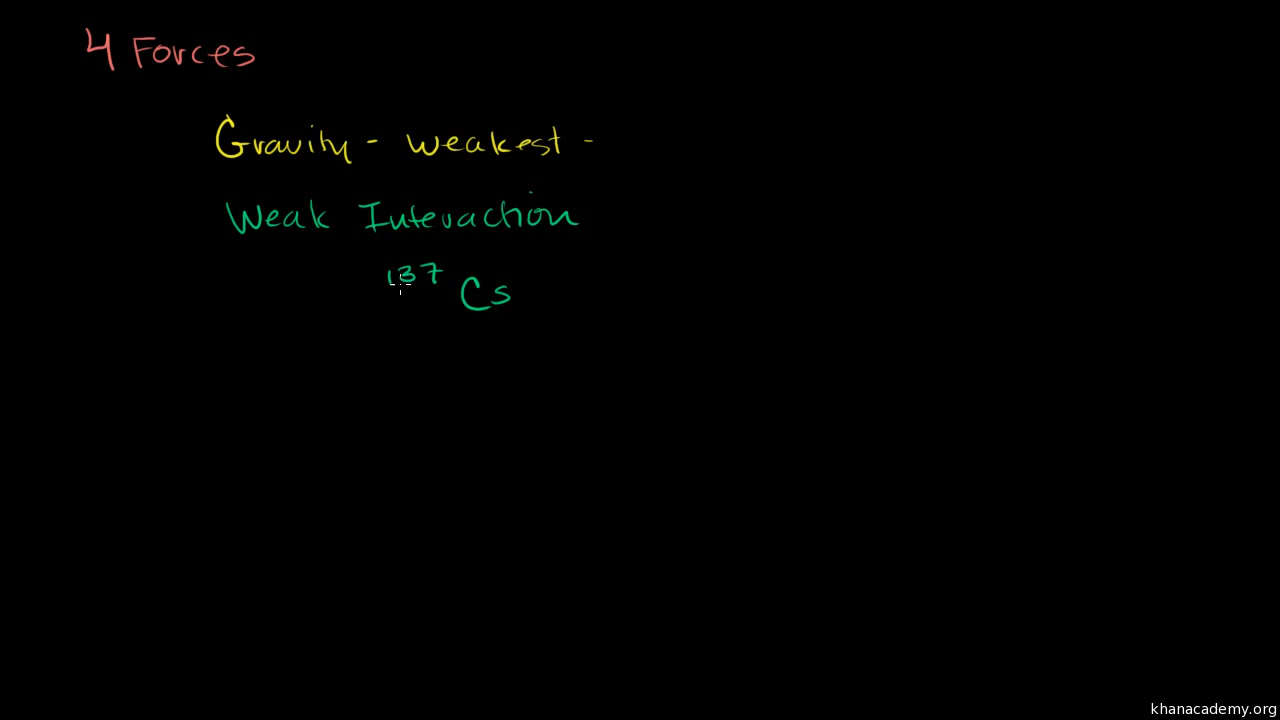 4 Forces
Gravity - weakest -
Weak Interaction
137 Cs
khanacademy.org